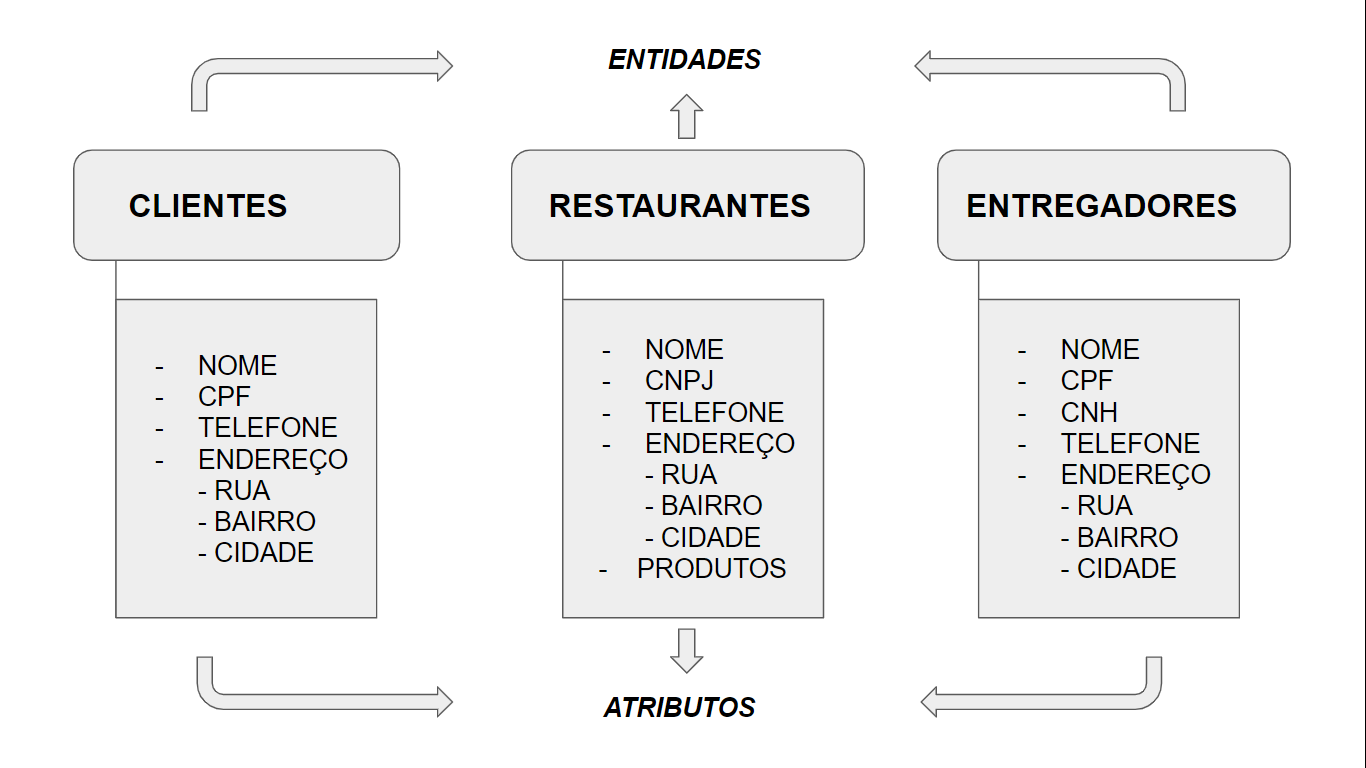 ENTIDADES
CLIENTES
- NOME
- CPF
- TELEFONE
- ENDEREÇO
- RUA
- BAIRRO
- CIDADE
RESTAURANTES
- NOME
- CNPJ
- TELEFONE
- ENDEREÇO
- RUA
- BAIRRO
- CIDADE
- PRODUTOS
ENTREGADORES
- NOME
- CPF
- CNH
- TELEFONE
- ENDEREÇO
- RUA
- BAIRRO
- CIDADE
ATRIBUTOS